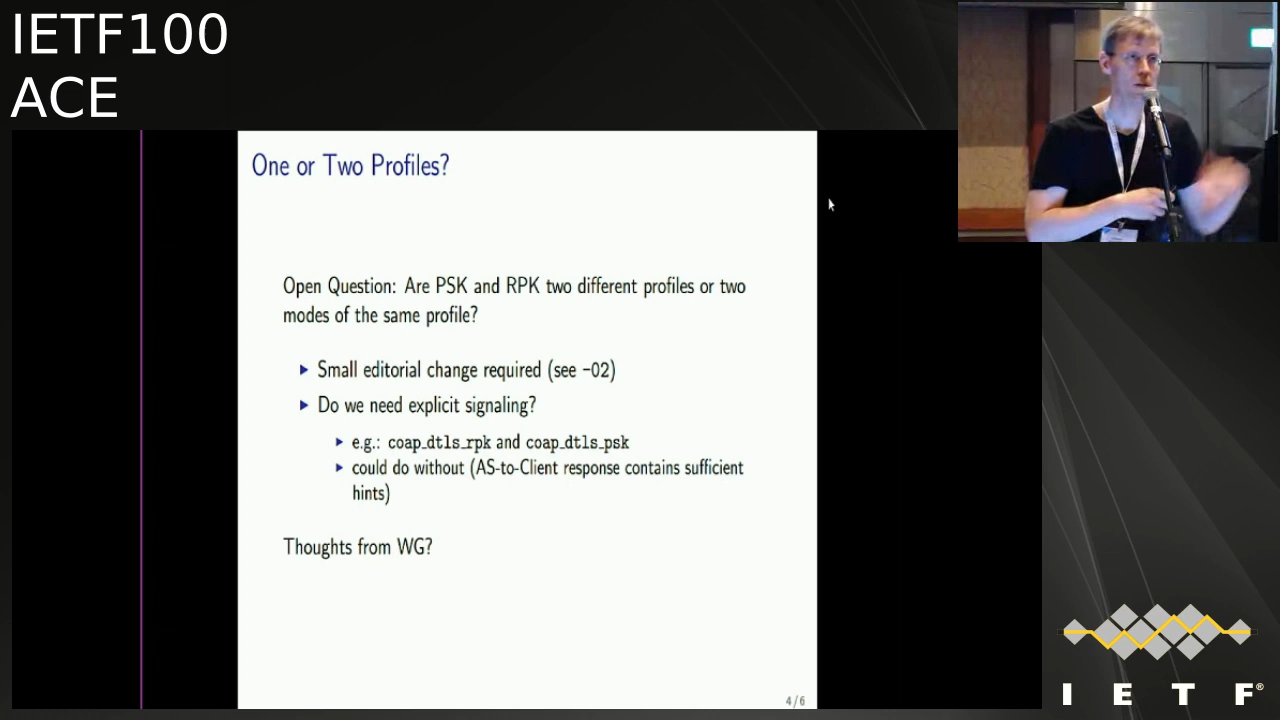 IETF100
ACE
One or Two Profiles?
Open Question: Are PSK and RPK two different profiles or two
modes of the same profile?
Small editorial change required (see -02)
Do we need explicit signaling?
e.g.: coap_dtls_rpk and coap_dtls_psk
could do without (AS-to-Client response contains sufficient
hints)
Thoughts from WG?
4/6
I E T F®